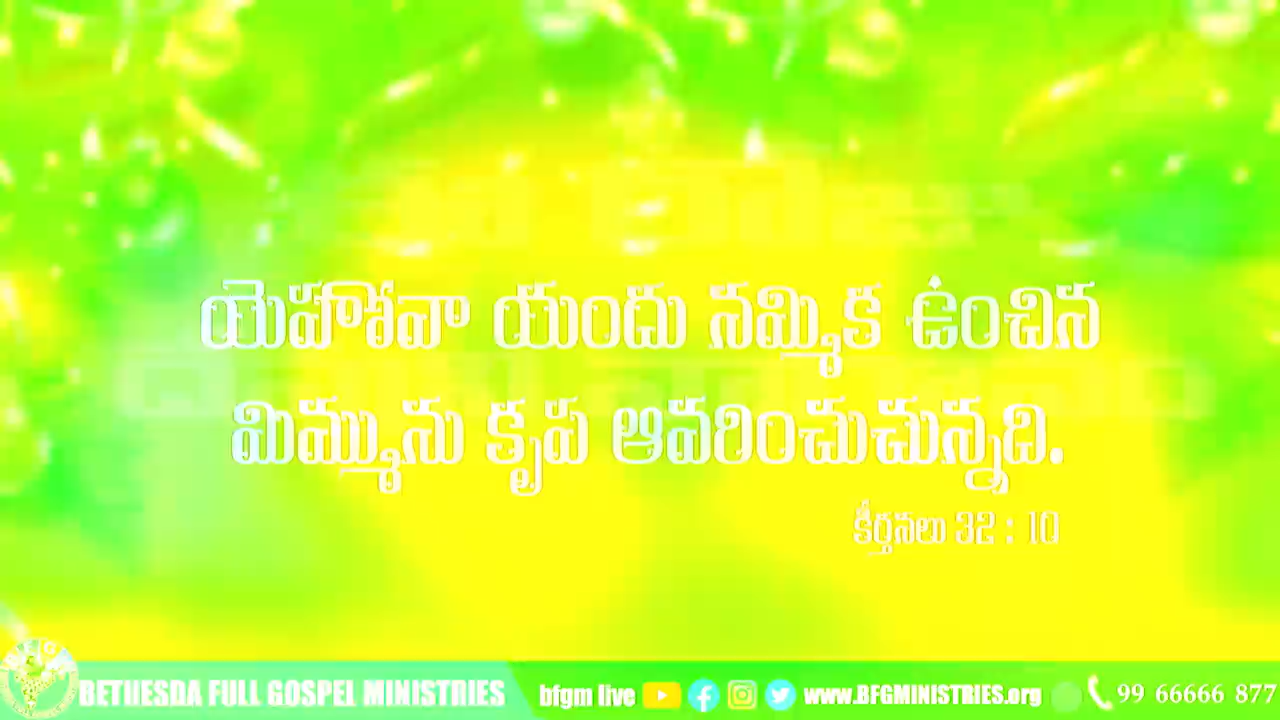 యెహోవా యందు నమ్మిక ఉంచిన
మిమ్మును కృప ఆవరించుచున్నది.
కీర్తనలు 32 : 10
BETHESDA FULL GOSPEL MINISTRIES bfgm live www.BFGMINISTRIES.org 99 66666 877